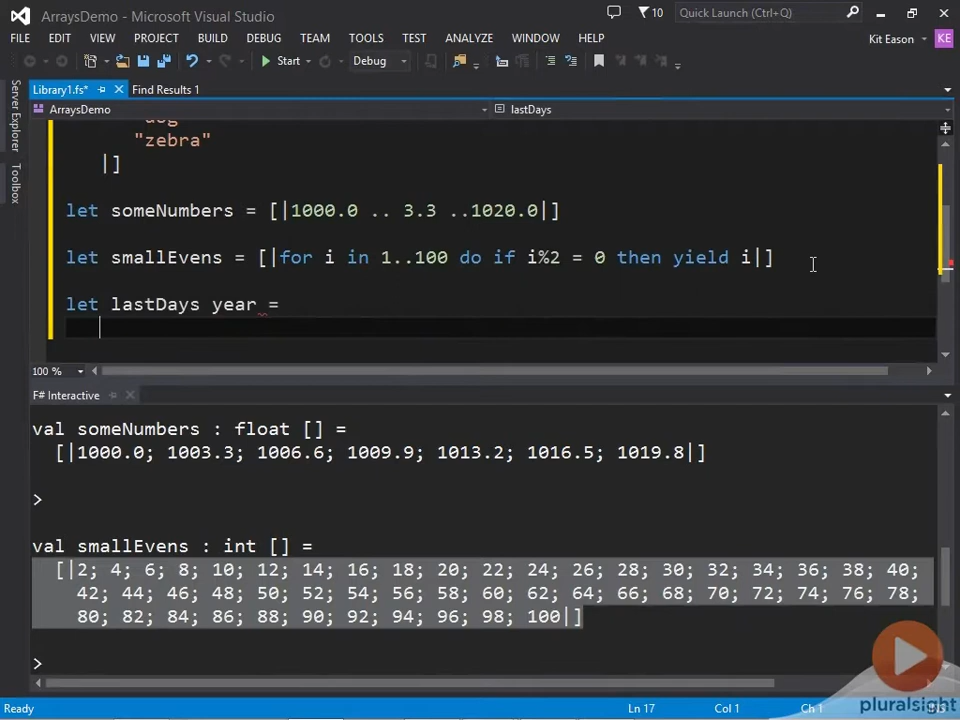 ArraysDemo - Microsoft Visual Studio
10
Quick Launch (Ctrl+Q)
FILE EDIT VIEW PROJECT BUILD DEBUG TEAM TOOLS TEST ANALYZE WINDOW HELP
Kit Eason KE
Start Debug
Server Explorer
Toolbox
Library1.fs* Find Results 1
ArraysDemo lastDays
"dog"
"zebra"
|]
let someNumbers = [|1000.0 .. 3.3 ..1020.0|]
let smallEvens = [|for i in 1..100 do if i%2 = 0 then yield i|]
let lastDays year =
100 %
F# Interactive
val someNumbers : float [] =
[|1000.0; 1003.3; 1006.6; 1009.9; 1013.2; 1016.5; 1019.8|]
>
val smallEvens : int [] =
[|2; 4; 6; 8; 10; 12; 14; 16; 18; 20; 22; 24; 26; 28; 30; 32; 34; 36; 38; 40;
42; 44; 46; 48; 50; 52; 54; 56; 58; 60; 62; 64; 66; 68; 70; 72; 74; 76; 78;
80; 82; 84; 86; 88; 90; 92; 94; 96; 98; 100|]
>
pluralsight
Ready Ln 17 Col 1 Ch 1